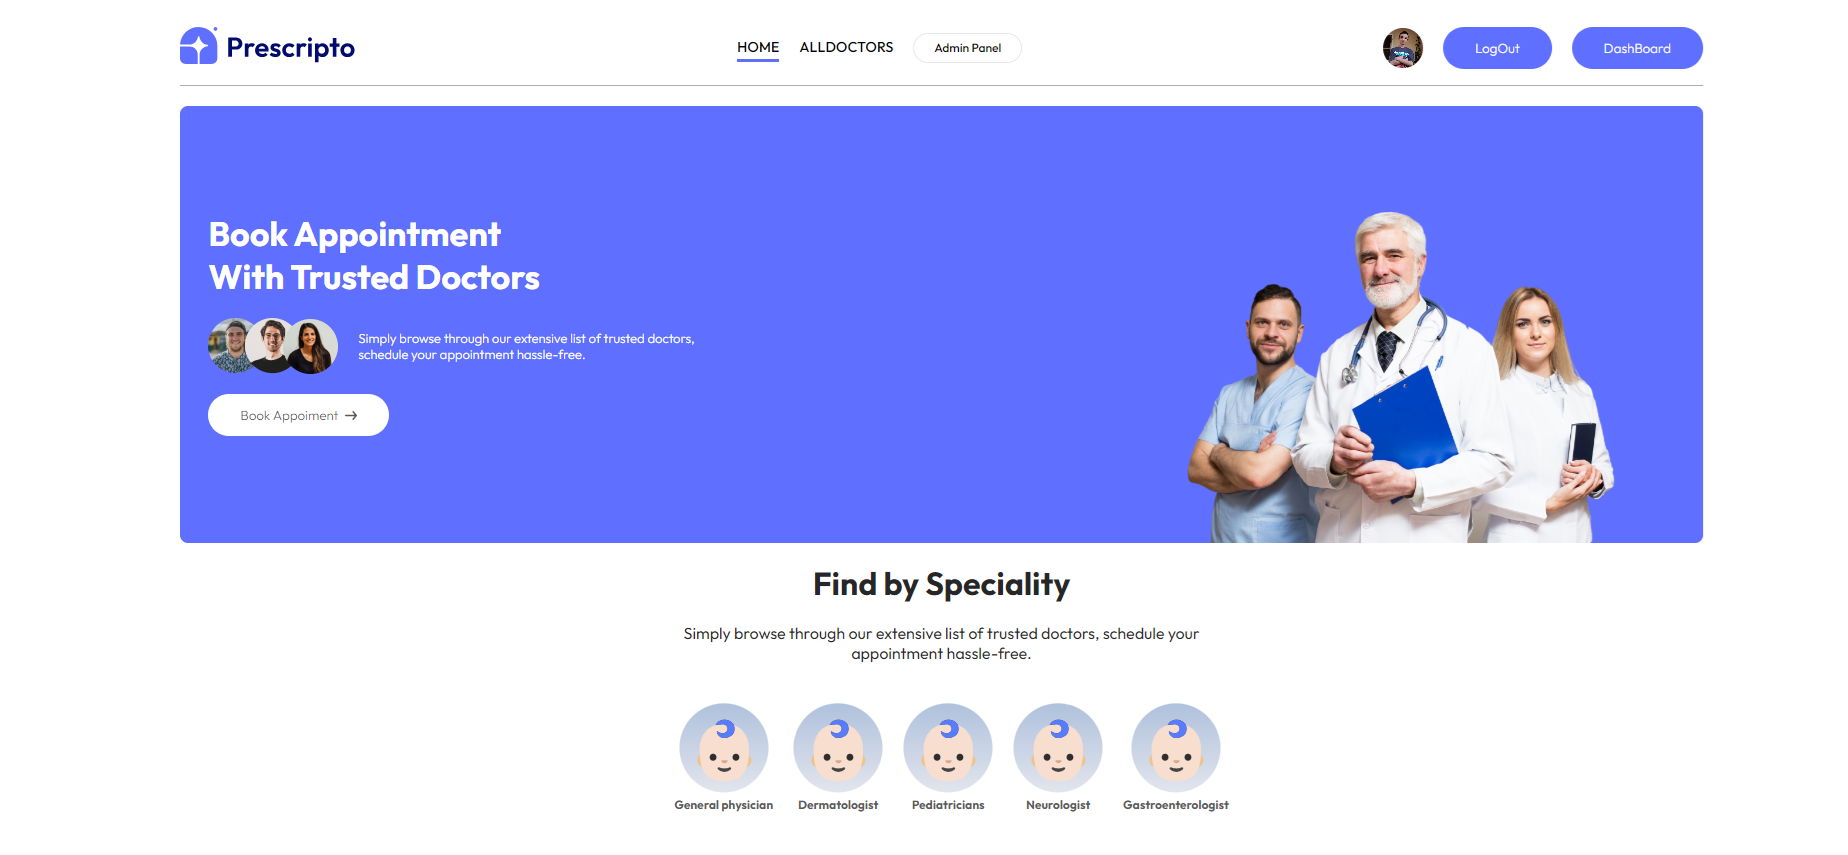 Prescripto
HOME
ALLDOCTORS
Admin Panel
LogOut
DashBoard
Book Appointment
With Trusted Doctors
Simply browse through our extensive list of trusted doctors,
schedule your appointment hassle-free.
Book Appoiment →
Find by Speciality
Simply browse through our extensive list of trusted doctors, schedule your
appointment hassle-free.
General physician
Dermatologist
Pediatricians
Neurologist
Gastroenterologist